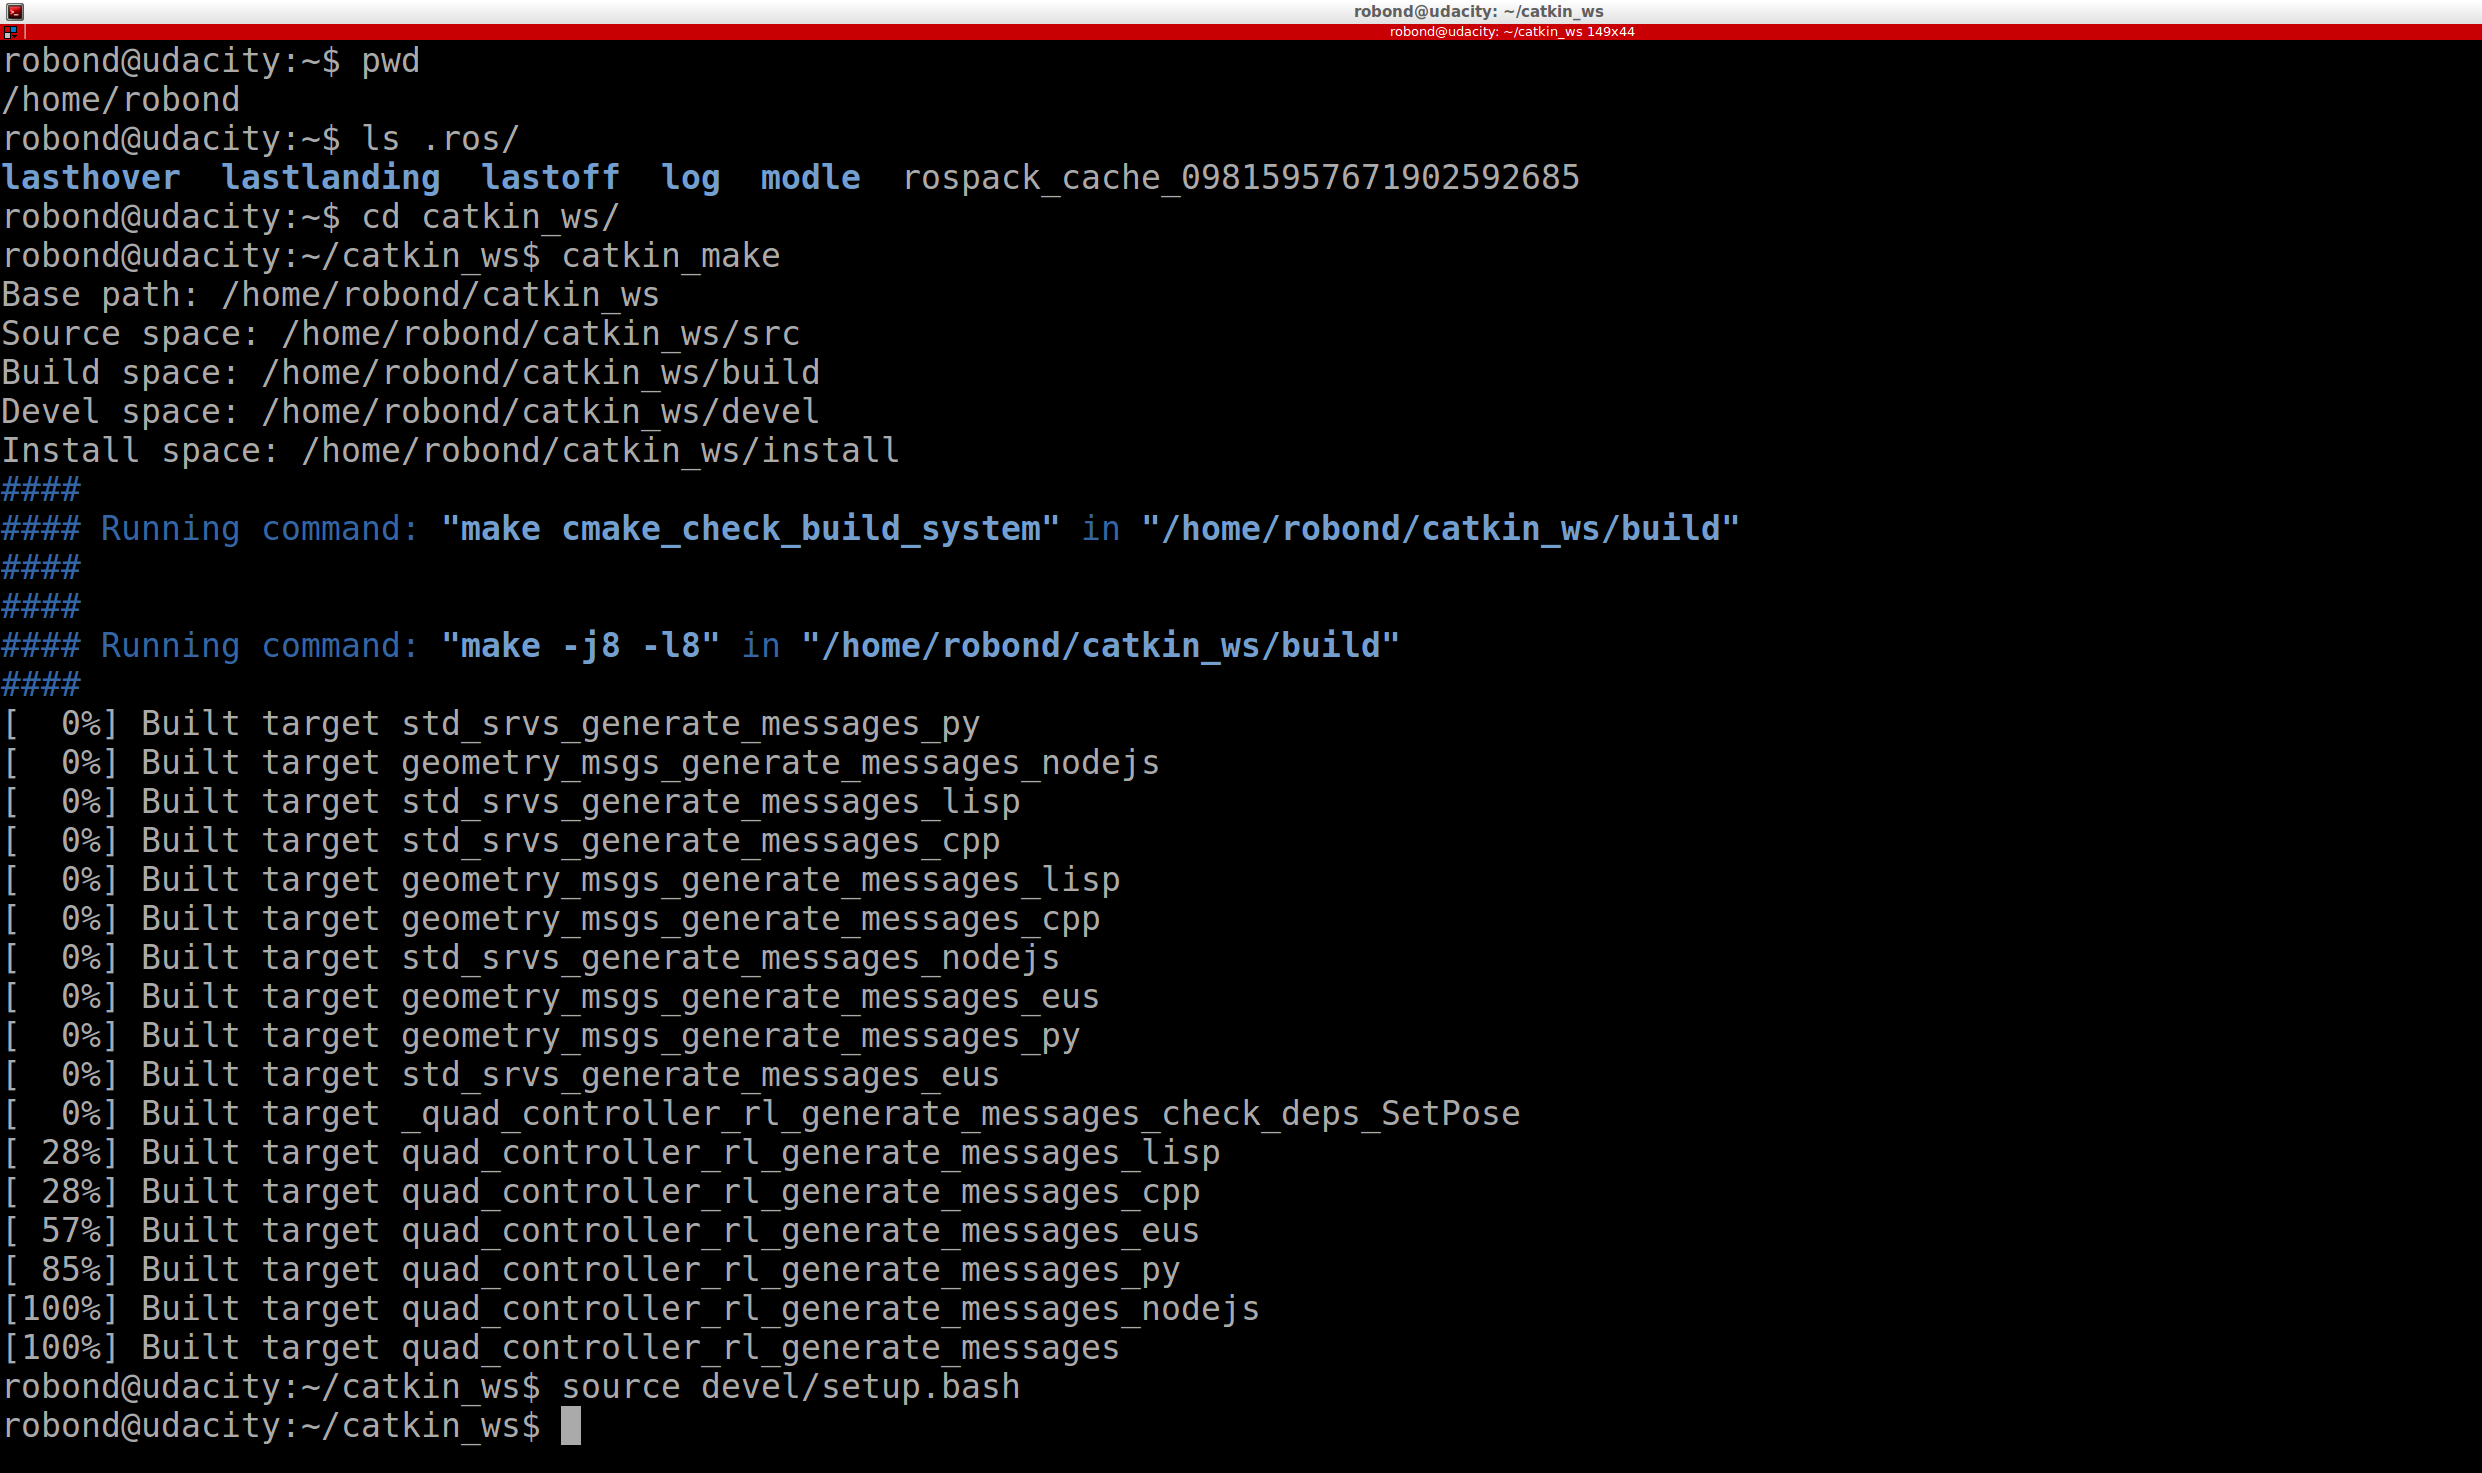 robond@udacity: ~/catkin_ws
robond@udacity: ~/catkin_ws 149x44
robond@udacity:~$ pwd
/home/robond
robond@udacity:~$ ls .ros/
lasthover  lastlanding  lastoff  log  modle  rospack_cache_09815957671902592685
robond@udacity:~$ cd catkin_ws/
robond@udacity:~/catkin_ws$ catkin_make
Base path: /home/robond/catkin_ws
Source space: /home/robond/catkin_ws/src
Build space: /home/robond/catkin_ws/build
Devel space: /home/robond/catkin_ws/devel
Install space: /home/robond/catkin_ws/install
####
#### Running command: "make cmake_check_build_system" in "/home/robond/catkin_ws/build"
####
####
#### Running command: "make -j8 -l8" in "/home/robond/catkin_ws/build"
####
[  0%] Built target std_srvs_generate_messages_py
[  0%] Built target geometry_msgs_generate_messages_nodejs
[  0%] Built target std_srvs_generate_messages_lisp
[  0%] Built target std_srvs_generate_messages_cpp
[  0%] Built target geometry_msgs_generate_messages_lisp
[  0%] Built target geometry_msgs_generate_messages_cpp
[  0%] Built target std_srvs_generate_messages_nodejs
[  0%] Built target geometry_msgs_generate_messages_eus
[  0%] Built target geometry_msgs_generate_messages_py
[  0%] Built target std_srvs_generate_messages_eus
[  0%] Built target _quad_controller_rl_generate_messages_check_deps_SetPose
[ 28%] Built target quad_controller_rl_generate_messages_lisp
[ 28%] Built target quad_controller_rl_generate_messages_cpp
[ 57%] Built target quad_controller_rl_generate_messages_eus
[ 85%] Built target quad_controller_rl_generate_messages_py
[100%] Built target quad_controller_rl_generate_messages_nodejs
[100%] Built target quad_controller_rl_generate_messages
robond@udacity:~/catkin_ws$ source devel/setup.bash
robond@udacity:~/catkin_ws$